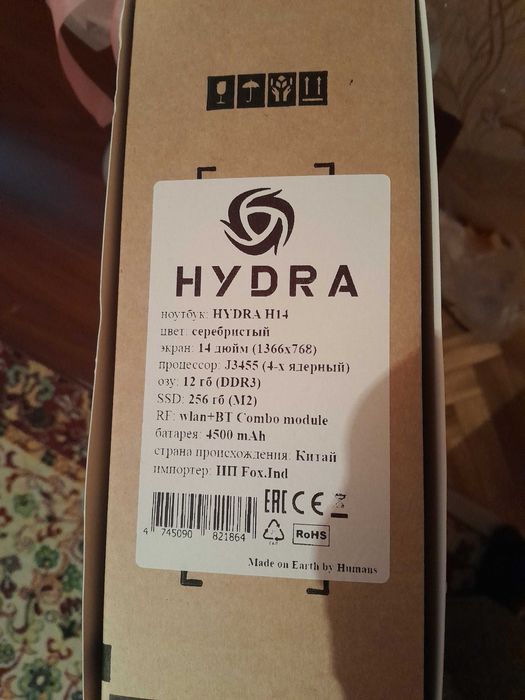 HYDRA
ноутбук: HYDRA H14
цвет: серебристый
экран: 14 дюйм (1366x768)
процессор: J3455 (4-х ядерный)
озу: 12 гб (DDR3)
SSD: 256 гб (M2)
RF: wlan+BT Combo module
батарея: 4500 mAh
страна происхождения: Китай
импортер: ИП Fox.Ind
EAC CE
4 745090 821864
RoHS
Made on Earth by Humans